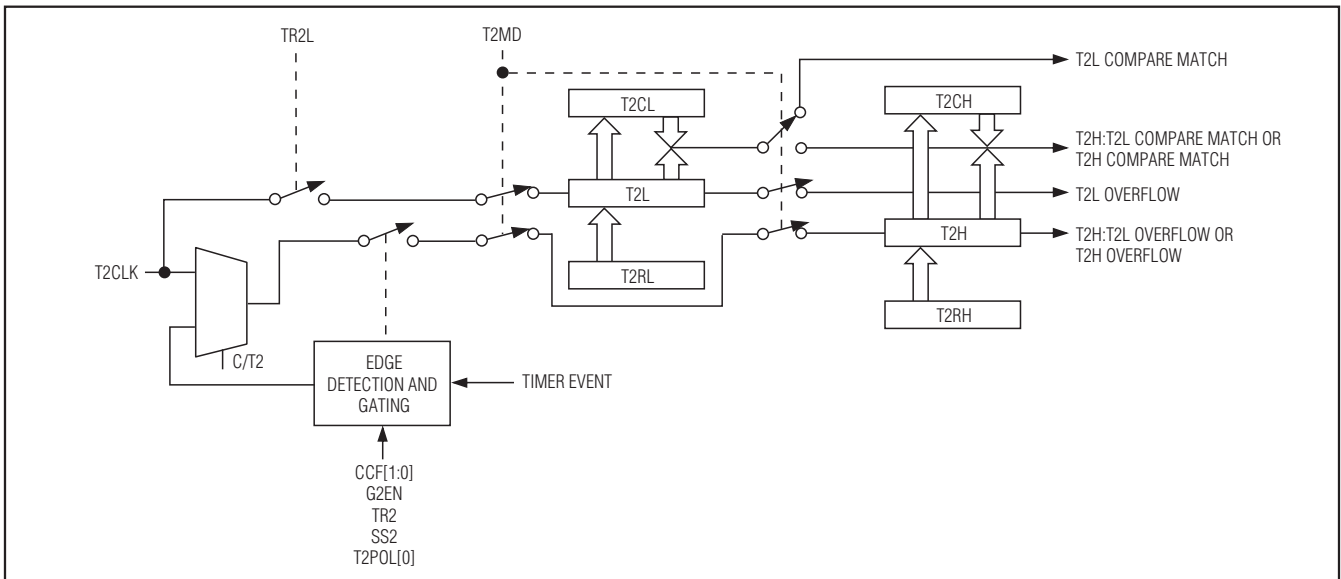 TR2L
T2MD
T2L COMPARE MATCH
T2CL
T2CH
T2H:T2L COMPARE MATCH OR
T2H COMPARE MATCH
T2L
T2L OVERFLOW
T2H
T2H:T2L OVERFLOW OR
T2H OVERFLOW
T2CLK
T2RL
T2RH
C/T2
EDGE
DETECTION AND
GATING
TIMER EVENT
CCF[1:0]
G2EN
TR2
SS2
T2POL[0]